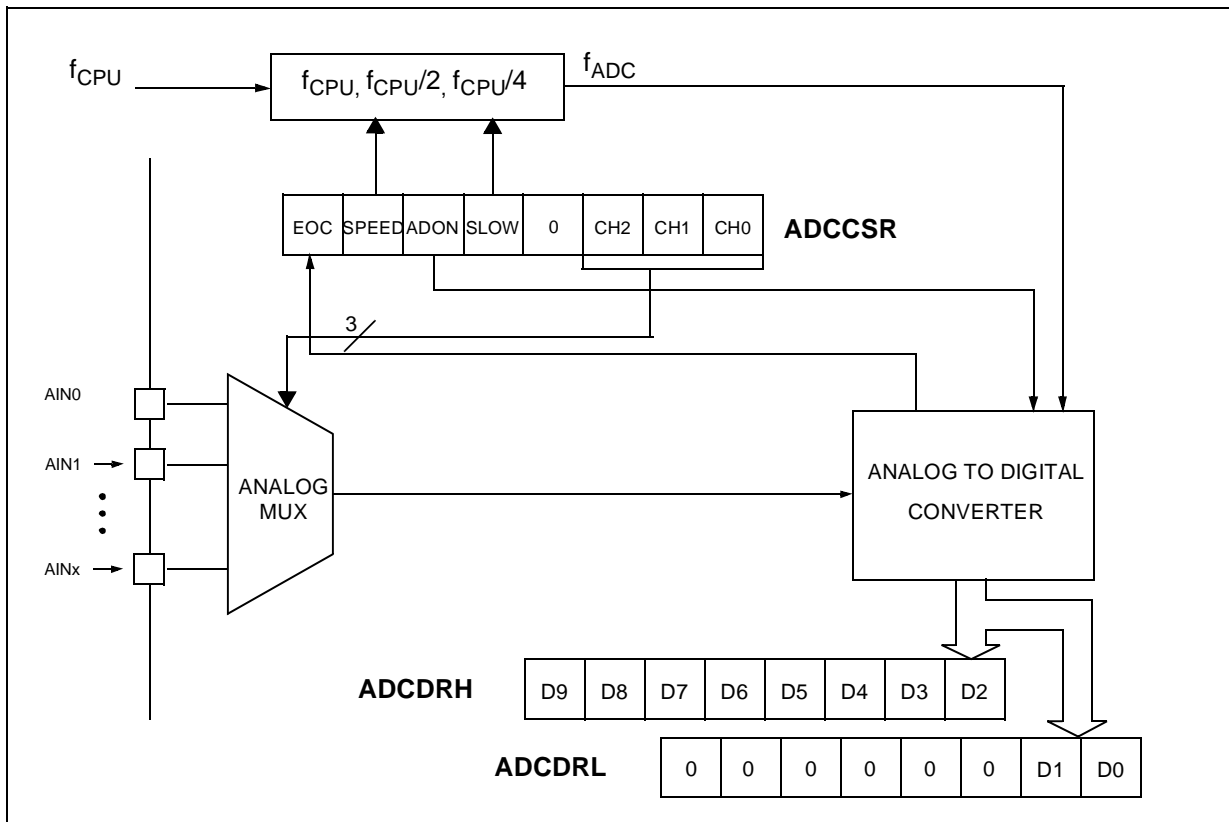 fCPU
fCPU, fCPU/2, fCPU/4
fADC
EOC SPEED ADON SLOW 0 CH2 CH1 CH0
ADCCSR
3
AIN0
AIN1
AINx
ANALOG
MUX
ANALOG TO DIGITAL
CONVERTER
ADCDRH
D9 D8 D7 D6 D5 D4 D3 D2
ADCDRL
0 0 0 0 0 0 D1 D0